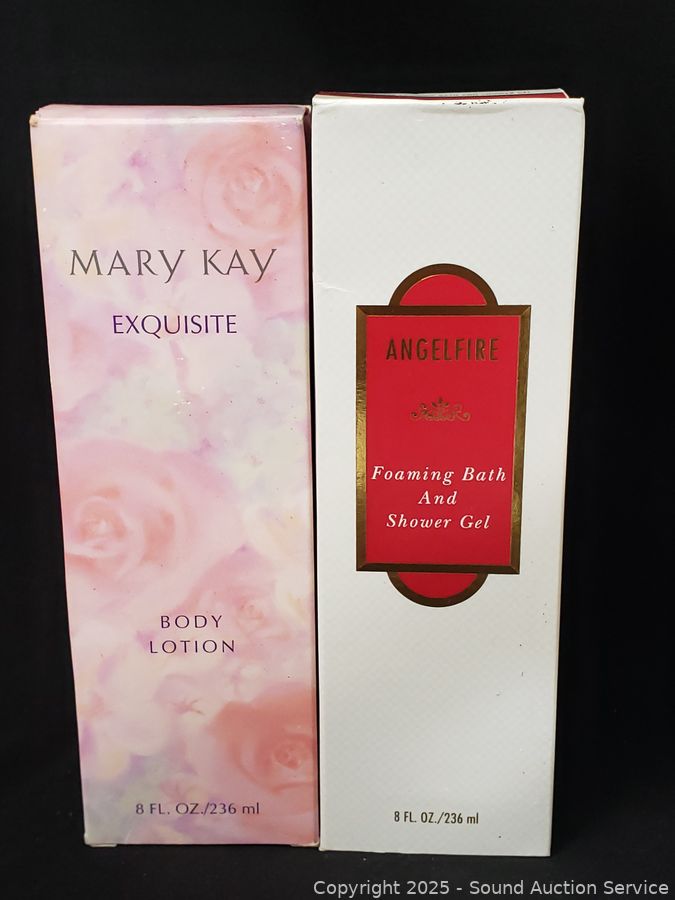 MARY KAY
EXQUISITE
BODY
LOTION
8 FL. OZ./236 ml
ANGELFIRE
Foaming Bath
And
Shower Gel
8 FL. OZ./236 ml
Copyright 2025 - Sound Auction Service